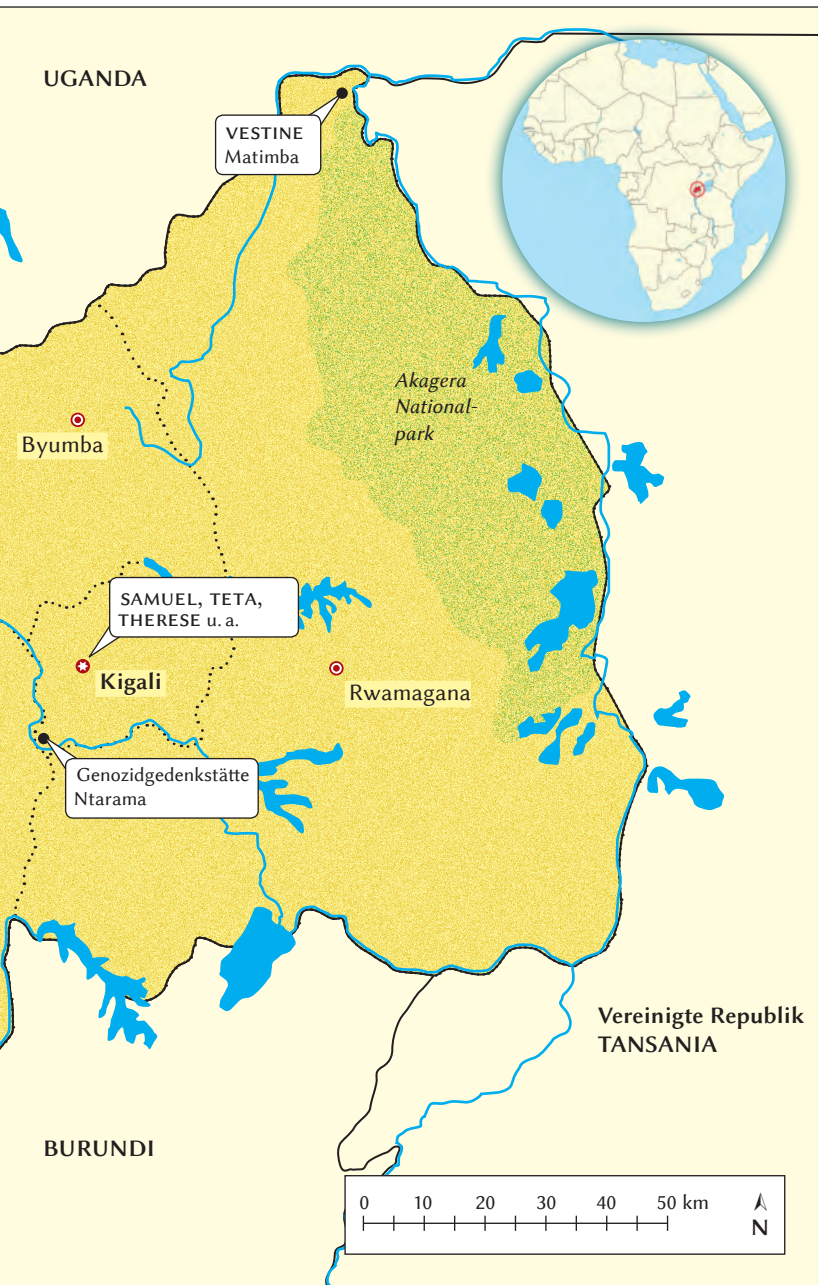 UGANDA
VESTINE
Matimba
Akagera
National-
park
Byumba
SAMUEL, TETA,
THERESE u. a.
Kigali
Rwamagana
Genozidgedenkstätte
Ntarama
Vereinigte Republik
TANSANIA
BURUNDI
0 10 20 30 40 50 km
N